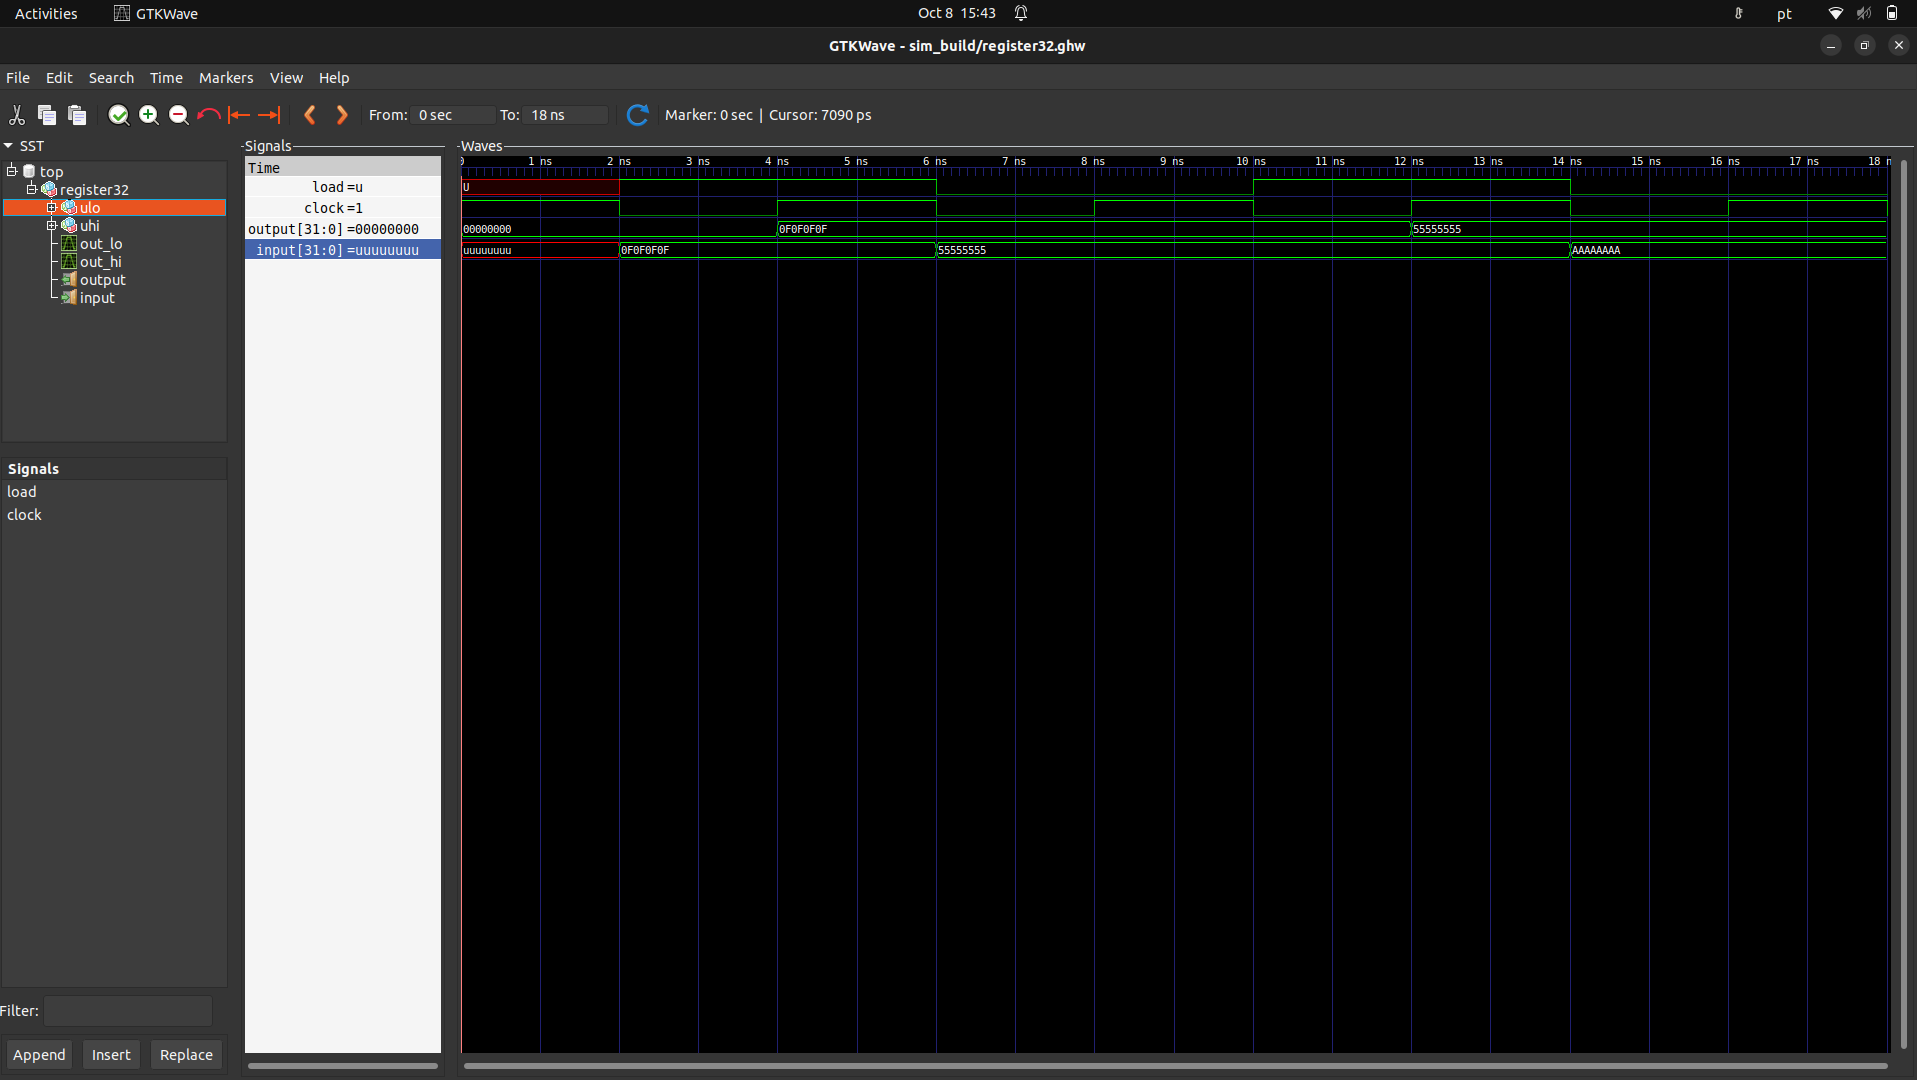 Activities GTKWave Oct 8 15:43 pt
GTKWave - sim_build/register32.ghw
File Edit Search Time Markers View Help
From: 0 sec To: 18 ns Marker: 0 sec | Cursor: 7090 ps
SST
top
register32
ulo
uhi
out_lo
out_hi
output
input
Signals
load
clock
Filter:
Append Insert Replace
Signals
Time
load =u
clock =1
output[31:0] =00000000
input[31:0] =uuuuuuuu
Waves
0 1 ns 2 ns 3 ns 4 ns 5 ns 6 ns 7 ns 8 ns 9 ns 10 ns 11 ns 12 ns 13 ns 14 ns 15 ns 16 ns 17 ns 18 n
U
00000000 0F0F0F0F 55555555
uuuuuuuu 0F0F0F0F 55555555 AAAAAAAA